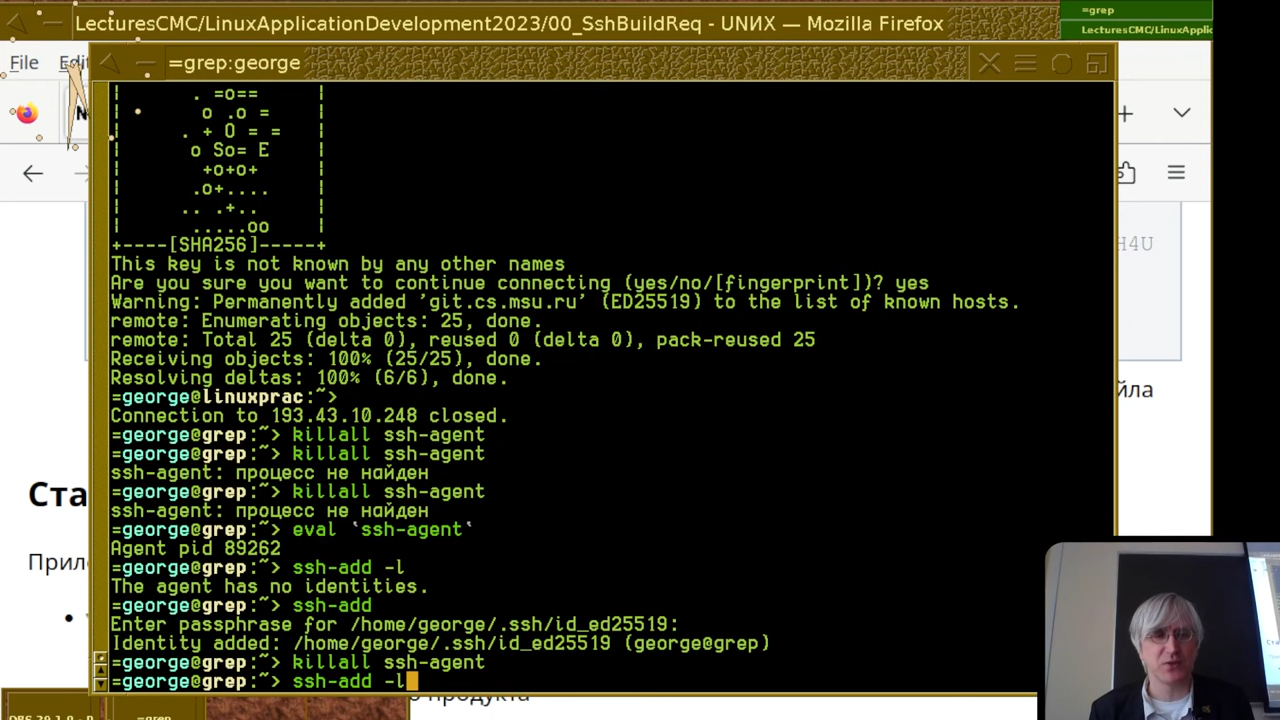 LecturesCMC/LinuxApplicationDevelopment2023/00_SshBuildReq - UNИX — Mozilla Firefox
=grep
LecturesCMC/LinuxApplic
File
=grep:george
. =o==
o .o =
. + O = =
o So= E
+o+o+
.o+....
.. .+..
.....oo
+----[SHA256]-----+
H4U
This key is not known by any other names
Are you sure you want to continue connecting (yes/no/[fingerprint])? yes
Warning: Permanently added 'git.cs.msu.ru' (ED25519) to the list of known hosts.
remote: Enumerating objects: 25, done.
remote: Total 25 (delta 0), reused 0 (delta 0), pack-reused 25
Receiving objects: 100% (25/25), done.
Resolving deltas: 100% (6/6), done.
=george@linuxprac:~>
Connection to 193.43.10.248 closed.
=george@grep:~> killall ssh-agent
=george@grep:~> killall ssh-agent
ssh-agent: процесс не найден
=george@grep:~> killall ssh-agent
ssh-agent: процесс не найден
=george@grep:~> eval `ssh-agent`
Agent pid 89262
=george@grep:~> ssh-add -l
The agent has no identities.
=george@grep:~> ssh-add
Enter passphrase for /home/george/.ssh/id_ed25519:
Identity added: /home/george/.ssh/id_ed25519 (george@grep)
=george@grep:~> killall ssh-agent
=george@grep:~> ssh-add -l
йла
Ста
Прил
продукта
=grep